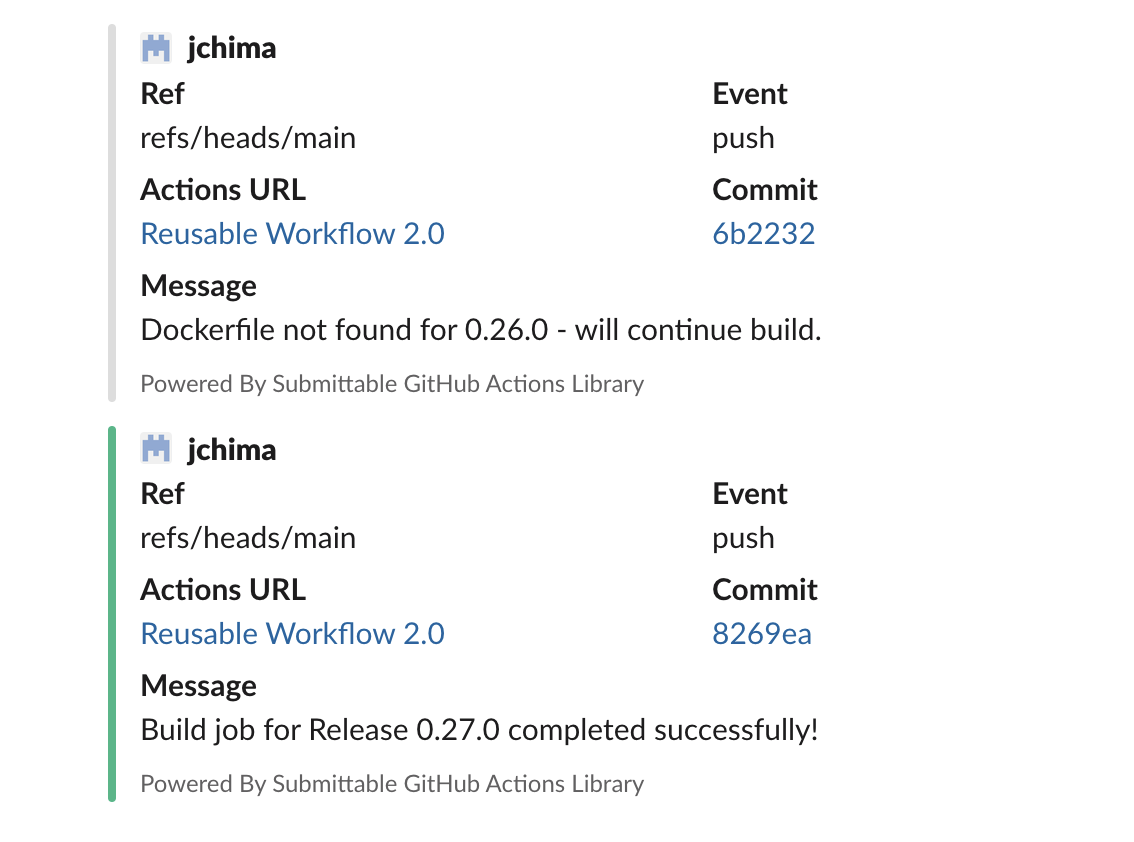 jchima
Ref Event
refs/heads/main push
Actions URL Commit
Reusable Workflow 2.0 6b2232
Message
Dockerfile not found for 0.26.0 - will continue build.
Powered By Submittable GitHub Actions Library
jchima
Ref Event
refs/heads/main push
Actions URL Commit
Reusable Workflow 2.0 8269ea
Message
Build job for Release 0.27.0 completed successfully!
Powered By Submittable GitHub Actions Library